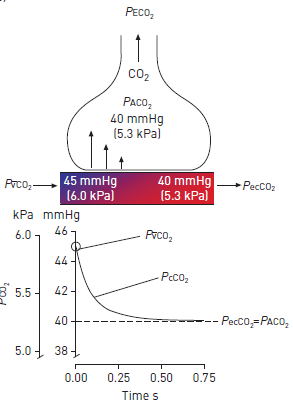 PECO₂
CO₂
PACO₂
40 mmHg
(5.3 kPa)
Pv̅CO₂
45 mmHg
(6.0 kPa)
40 mmHg
(5.3 kPa)
PecCO₂
kPa mmHg
6.0
5.5
5.0
46
44
42
40
38
Pv̅CO₂
PcCO₂
PecCO₂=PACO₂
0.00 0.25 0.50 0.75
Time s